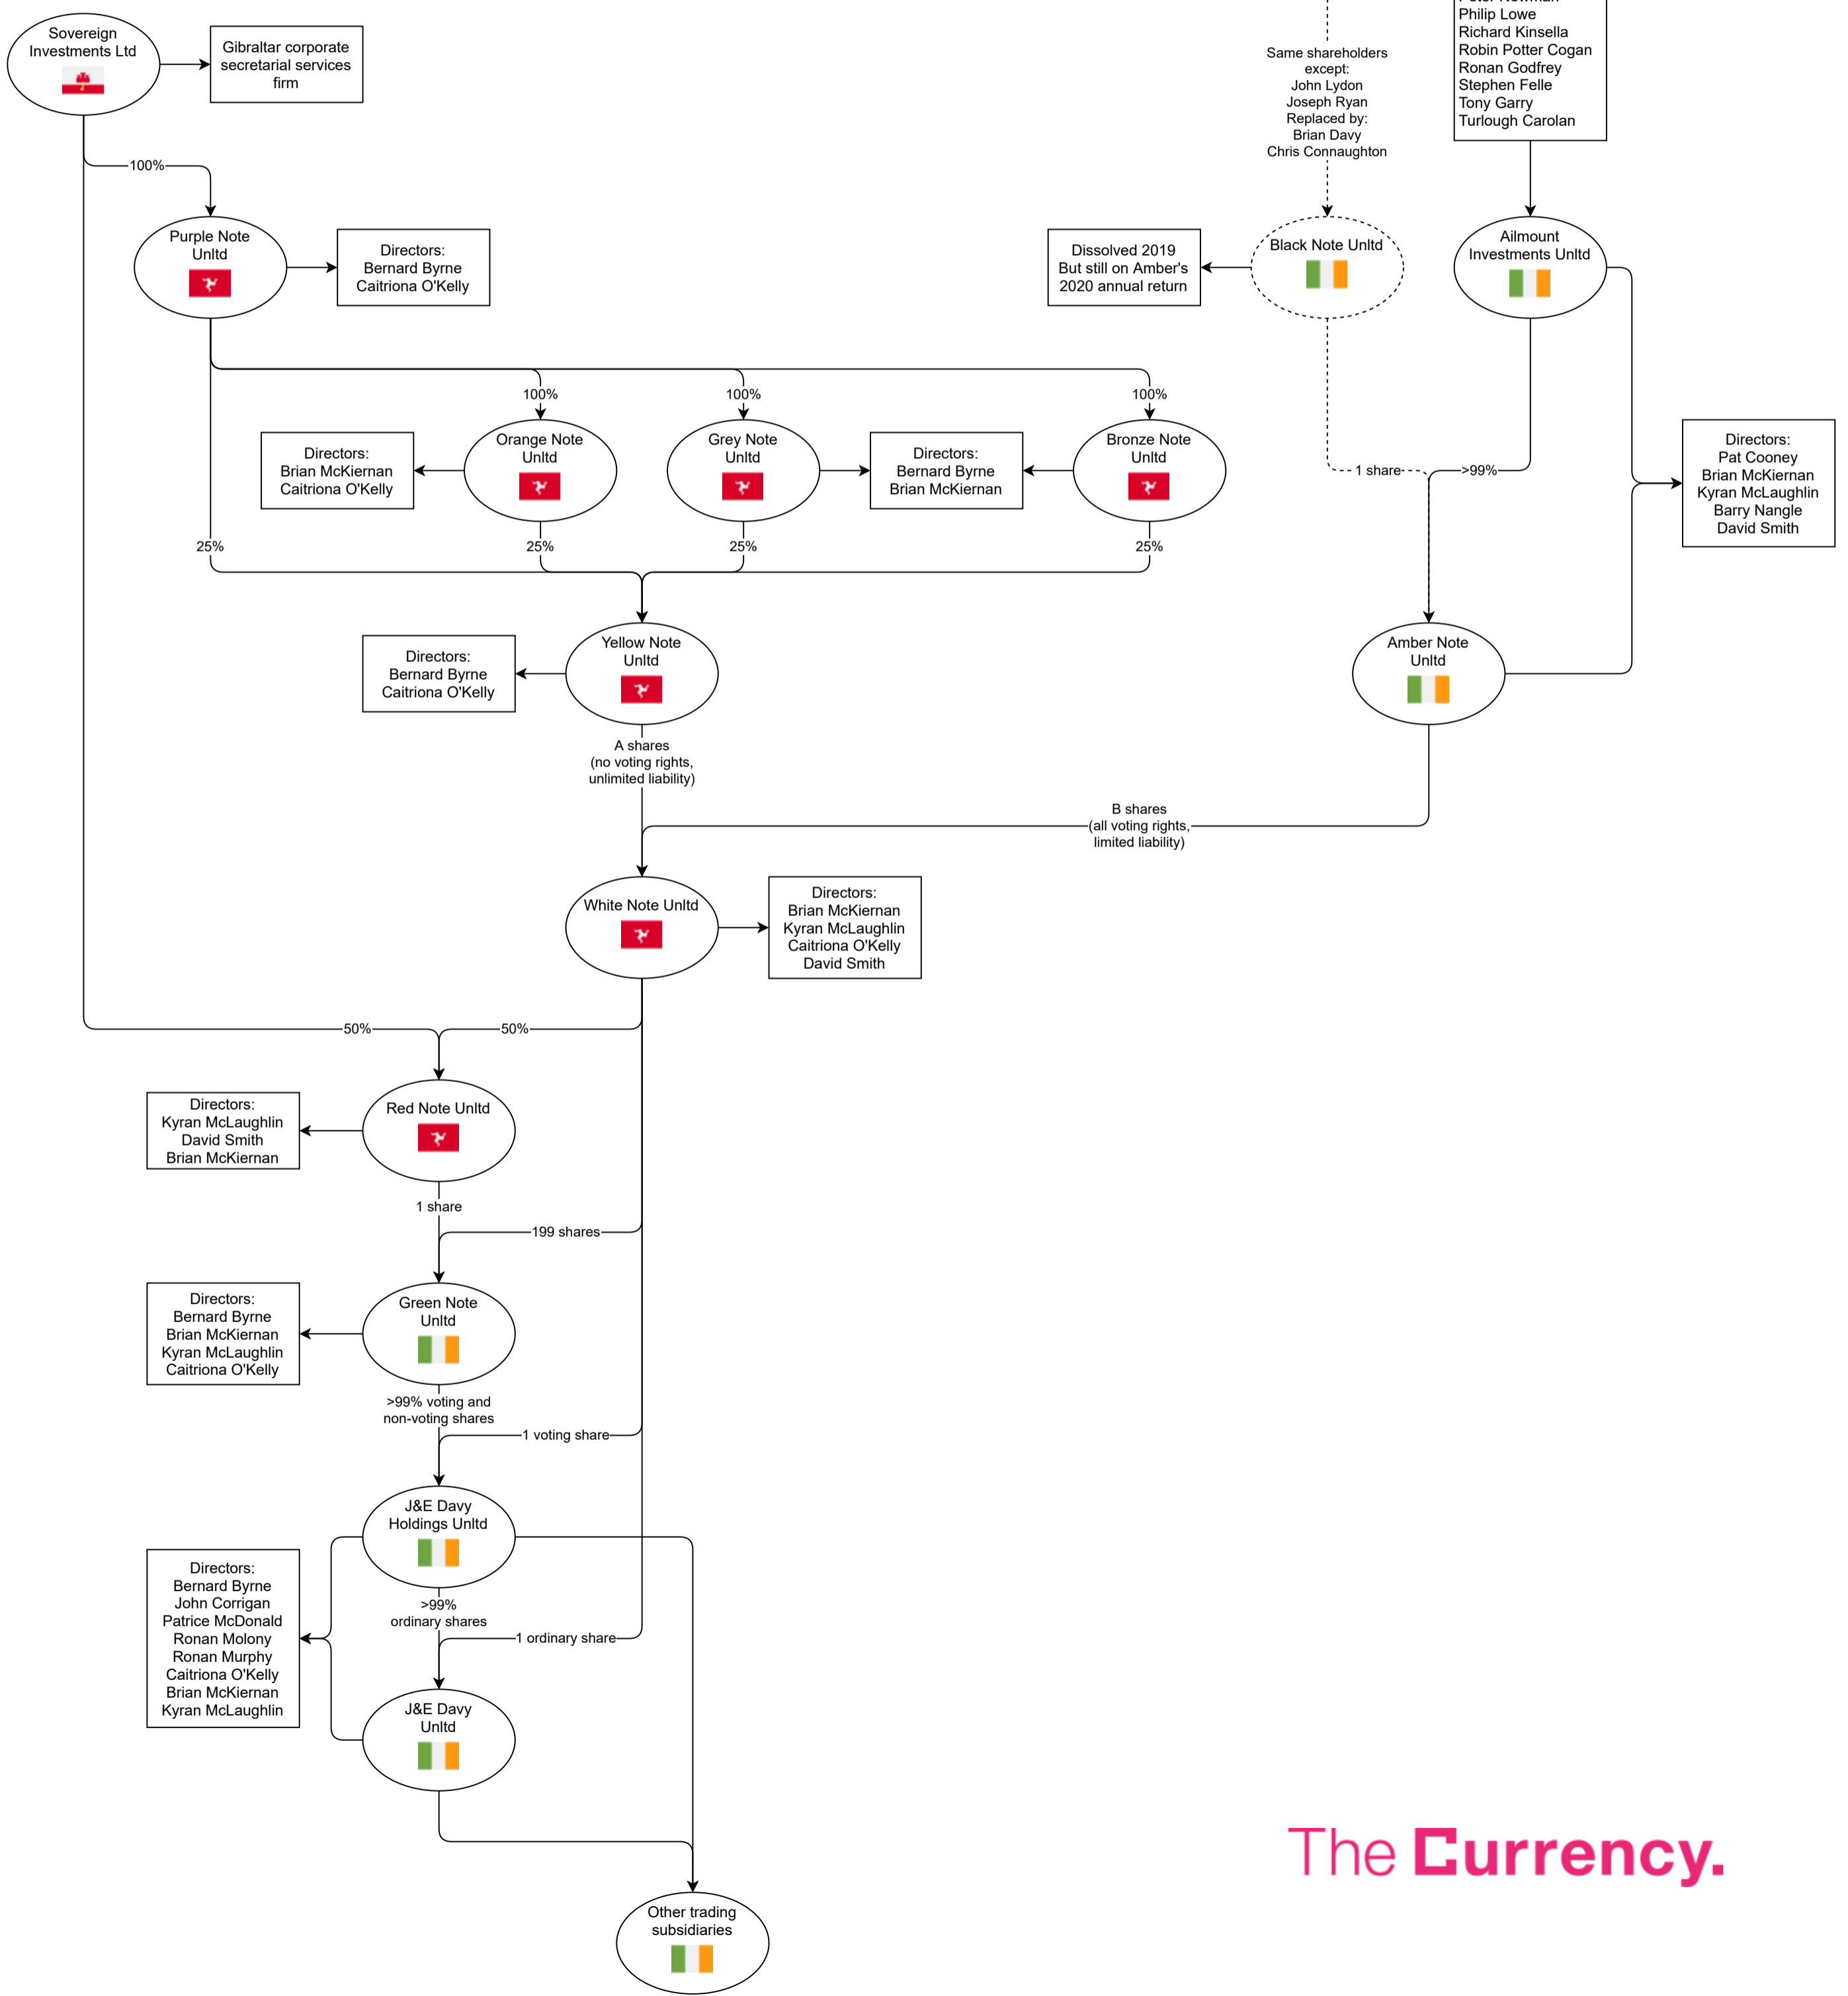 Sovereign
Investments Ltd
Gibraltar corporate
secretarial services
firm
Same shareholders
except:
John Lydon
Joseph Ryan
Replaced by:
Brian Davy
Chris Connaughton
Peter Newman
Philip Lowe
Richard Kinsella
Robin Potter Cogan
Ronan Godfrey
Stephen Felle
Tony Garry
Turlough Carolan
100%
Purple Note
Unltd
Directors:
Bernard Byrne
Caitriona O'Kelly
Dissolved 2019
But still on Amber's
2020 annual return
Black Note Unltd
Ailmount
Investments Unltd
100%
100%
100%
Directors:
Brian McKiernan
Caitriona O'Kelly
Orange Note
Unltd
Grey Note
Unltd
Directors:
Bernard Byrne
Brian McKiernan
Bronze Note
Unltd
1 share
>99%
Directors:
Pat Cooney
Brian McKiernan
Kyran McLaughlin
Barry Nangle
David Smith
25%
25%
25%
25%
Directors:
Bernard Byrne
Caitriona O'Kelly
Yellow Note
Unltd
Amber Note
Unltd
A shares
(no voting rights,
unlimited liability)
B shares
(all voting rights,
limited liability)
White Note Unltd
Directors:
Brian McKiernan
Kyran McLaughlin
Caitriona O'Kelly
David Smith
50%
50%
Directors:
Kyran McLaughlin
David Smith
Brian McKiernan
Red Note Unltd
1 share
199 shares
Directors:
Bernard Byrne
Brian McKiernan
Kyran McLaughlin
Caitriona O'Kelly
Green Note
Unltd
>99% voting and
non-voting shares
1 voting share
J&E Davy
Holdings Unltd
Directors:
Bernard Byrne
John Corrigan
Patrice McDonald
Ronan Molony
Ronan Murphy
Caitriona O'Kelly
Brian McKiernan
Kyran McLaughlin
>99%
ordinary shares
1 ordinary share
J&E Davy
Unltd
The Currency.
Other trading
subsidiaries